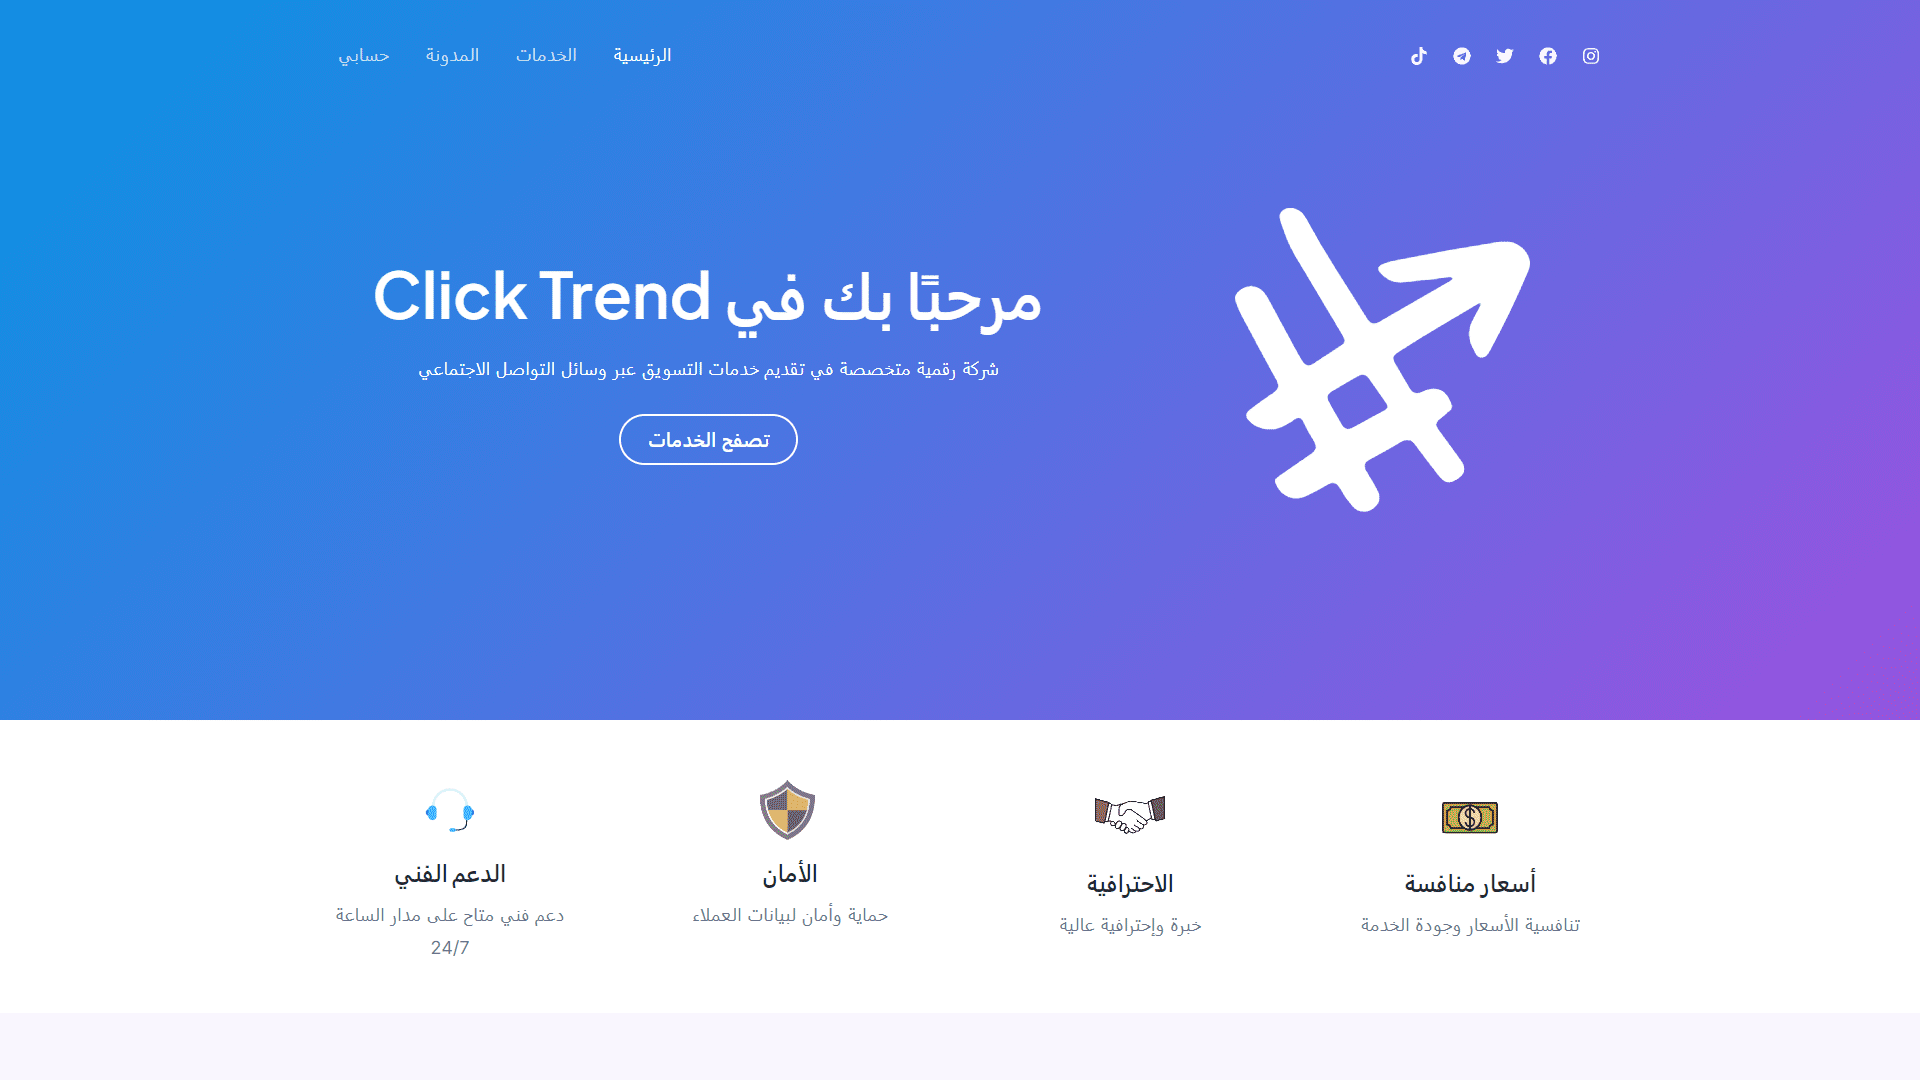 الرئيسية
الخدمات
المدونة
حسابي
مرحبًا بك في Click Trend
شركة رقمية متخصصة في تقديم خدمات التسويق عبر وسائل التواصل الاجتماعي
تصفح الخدمات
أسعار منافسة
تنافسية الأسعار وجودة الخدمة
الاحترافية
خبرة وإحترافية عالية
الأمان
حماية وأمان لبيانات العملاء
الدعم الفني
دعم فني متاح على مدار الساعة
24/7